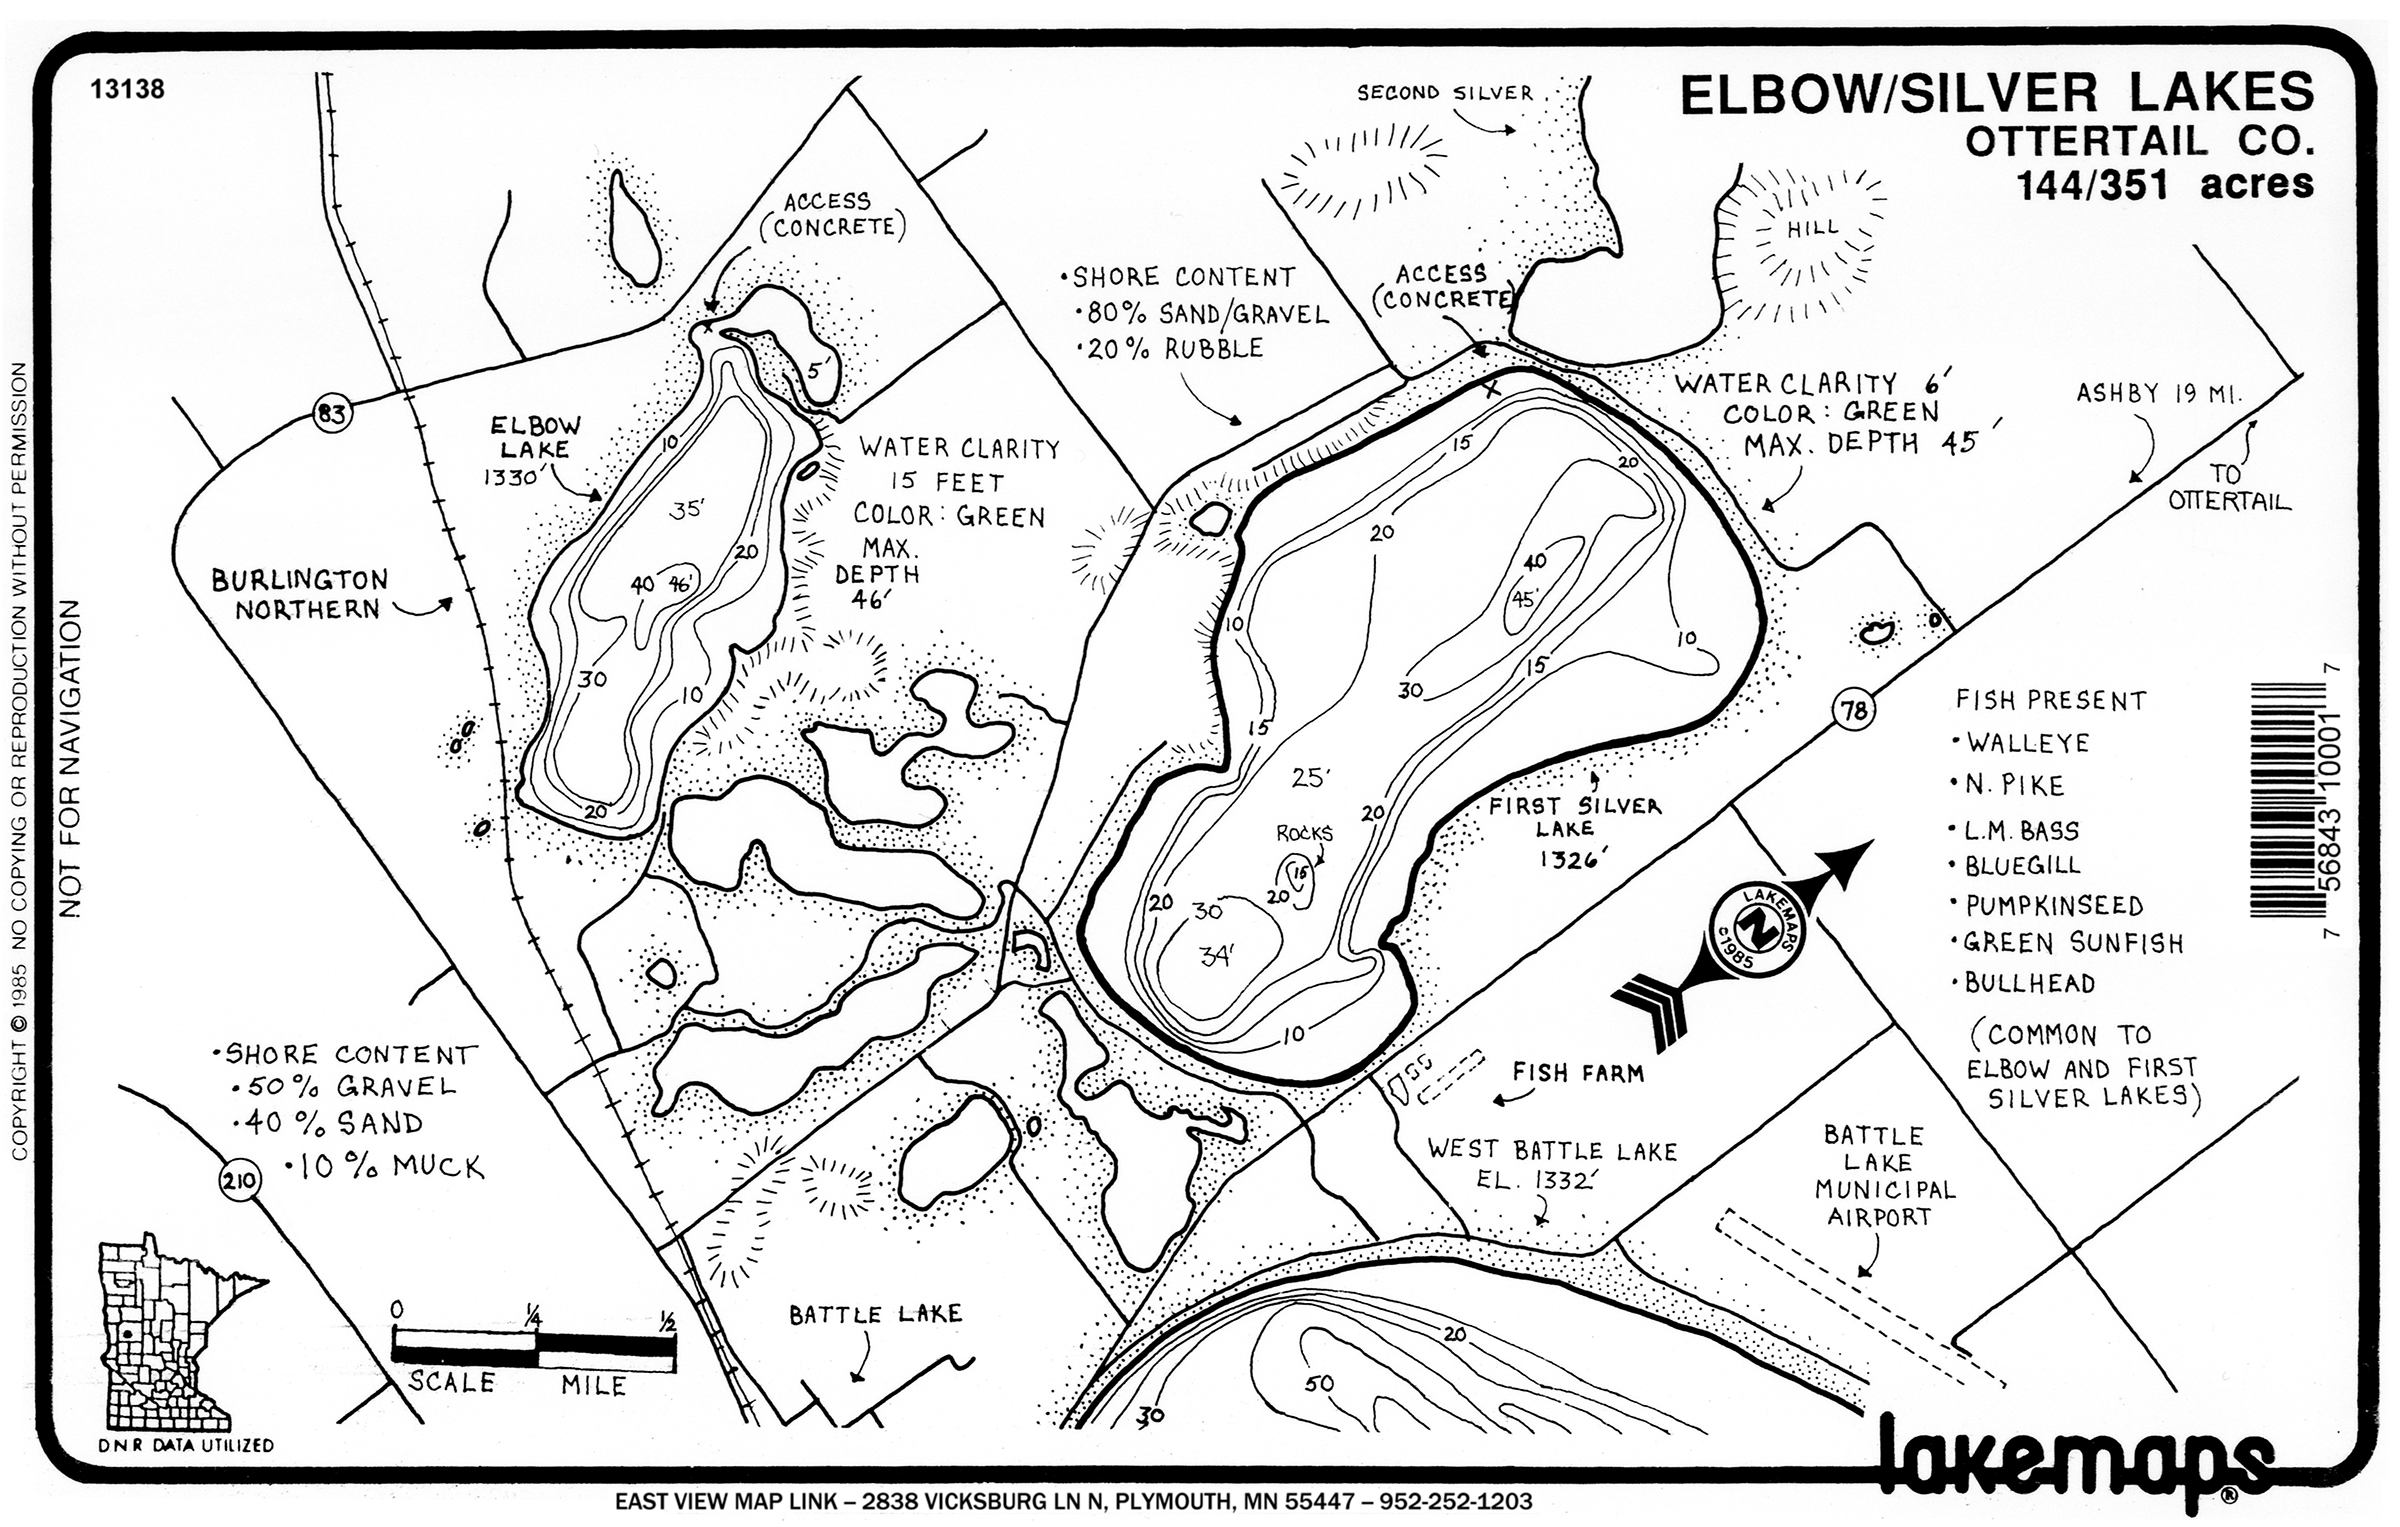 13138
ELBOW/SILVER LAKES
OTTERTAIL CO.
144/351 acres
SECOND SILVER
HILL
ACCESS
(CONCRETE)
•SHORE CONTENT
•80% SAND/GRAVEL
•20% RUBBLE
ACCESS
(CONCRETE)
5'
83
ELBOW
LAKE
1330'
WATER CLARITY
15 FEET
COLOR: GREEN
MAX.
DEPTH
46'
WATER CLARITY 6'
COLOR: GREEN
MAX. DEPTH 45'
ASHBY 19 MI.
TO
OTTERTAIL
BURLINGTON
NORTHERN
10
35'
20
40
46'
30
10
20
15
20
20
40
45'
10
10
15
30
15
25'
20
ROCKS
15
20
20
30
34'
10
FIRST SILVER
LAKE
1326'
78
FISH PRESENT
•WALLEYE
•N. PIKE
•L.M. BASS
•BLUEGILL
•PUMPKINSEED
•GREEN SUNFISH
•BULLHEAD
(COMMON TO
ELBOW AND FIRST
SILVER LAKES)
LAKEMAPS
N
©1985
7 56843 10001 7
FISH FARM
WEST BATTLE LAKE
EL. 1332'
BATTLE
LAKE
MUNICIPAL
AIRPORT
•SHORE CONTENT
•50% GRAVEL
•40% SAND
•10% MUCK
210
0 1/4 1/2
SCALE MILE
BATTLE LAKE
20
50
30
DNR DATA UTILIZED
lakemaps®
NOT FOR NAVIGATION
COPYRIGHT © 1985 NO COPYING OR REPRODUCTION WITHOUT PERMISSION
EAST VIEW MAP LINK – 2838 VICKSBURG LN N, PLYMOUTH, MN 55447 – 952-252-1203